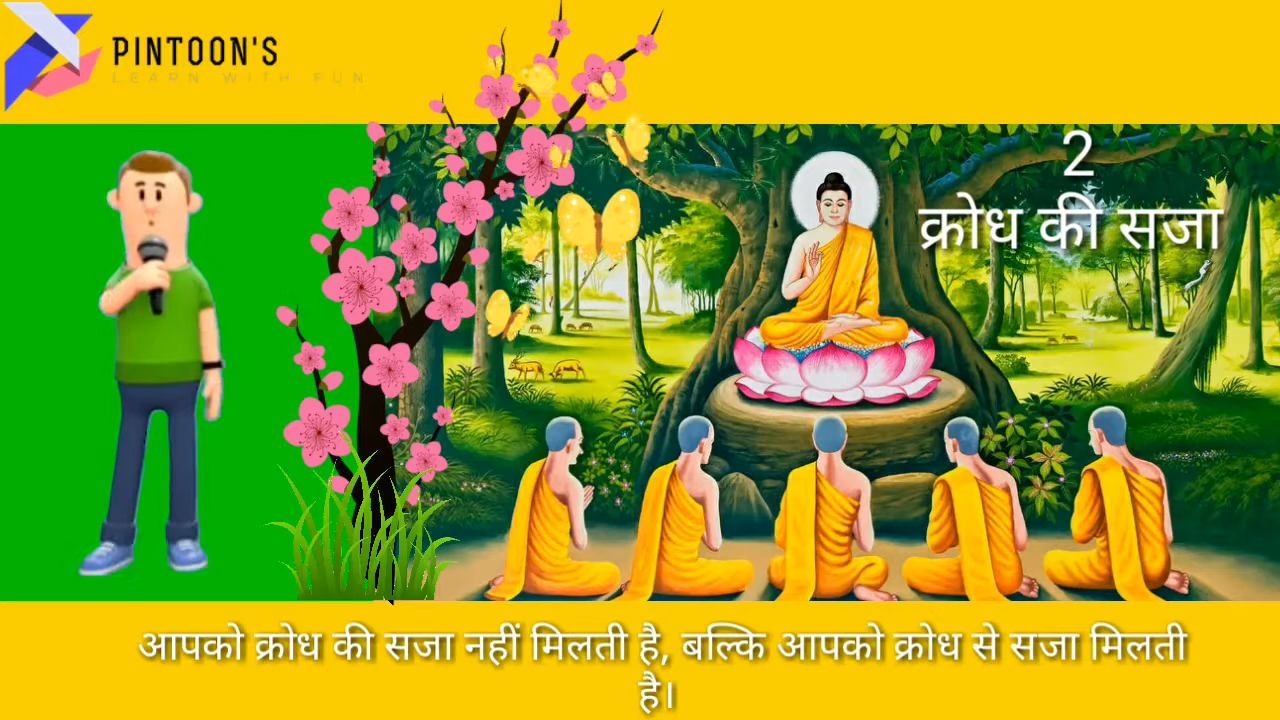 PINTOON'S
LEARN WITH FUN
2
क्रोध की सजा
आपको क्रोध की सजा नहीं मिलती है, बल्कि आपको क्रोध से सजा मिलती
है।